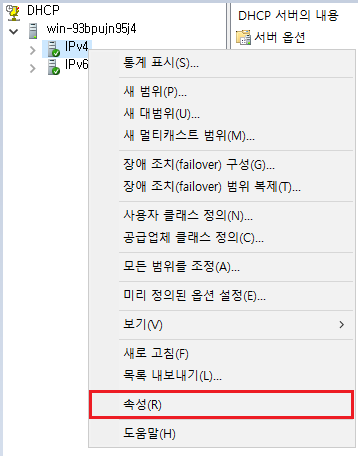 DHCP
win-93bpujn95j4
IPv4
IPv6
DHCP 서버의 내용
서버 옵션
통계 표시(S)...
새 범위(P)...
새 대범위(U)...
새 멀티캐스트 범위(M)...
장애 조치(failover) 구성(G)...
장애 조치(failover) 범위 복제(T)...
사용자 클래스 정의(N)...
공급업체 클래스 정의(C)...
모든 범위를 조정(A)...
미리 정의된 옵션 설정(E)...
보기(V)
새로 고침(F)
목록 내보내기(L)...
속성(R)
도움말(H)